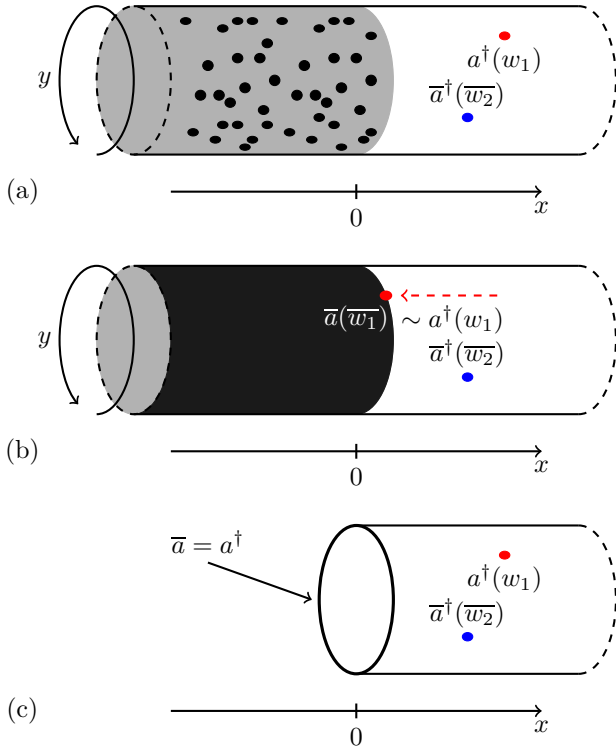 y
a†(w₁)
a̅†(w̅₂)
(a)
0
x
y
a̅(w̅₁) ∼ a†(w₁)
a̅†(w̅₂)
(b)
0
x
a̅ = a†
a†(w₁)
a̅†(w̅₂)
(c)
0
x